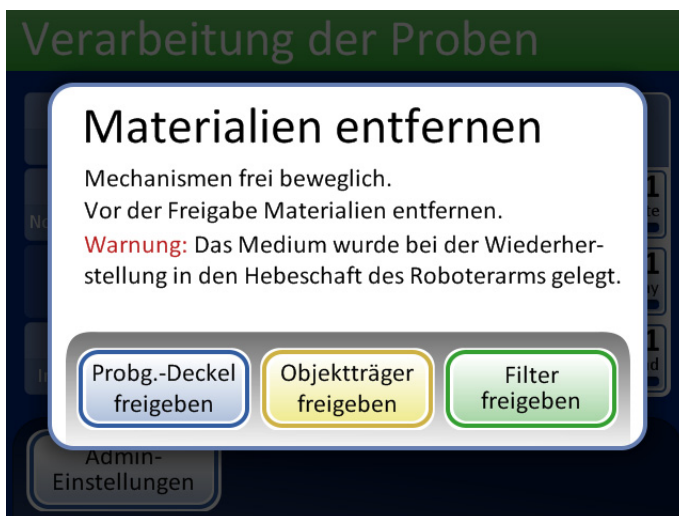 Verarbeitung der Proben
Materialien entfernen
Mechanismen frei beweglich.
Vor der Freigabe Materialien entfernen.
Warnung: Das Medium wurde bei der Wiederher-
stellung in den Hebeschaft des Roboterarms gelegt.
Probg.-Deckel
freigeben
Objektträger
freigeben
Filter
freigeben
Admin-
Einstellungen